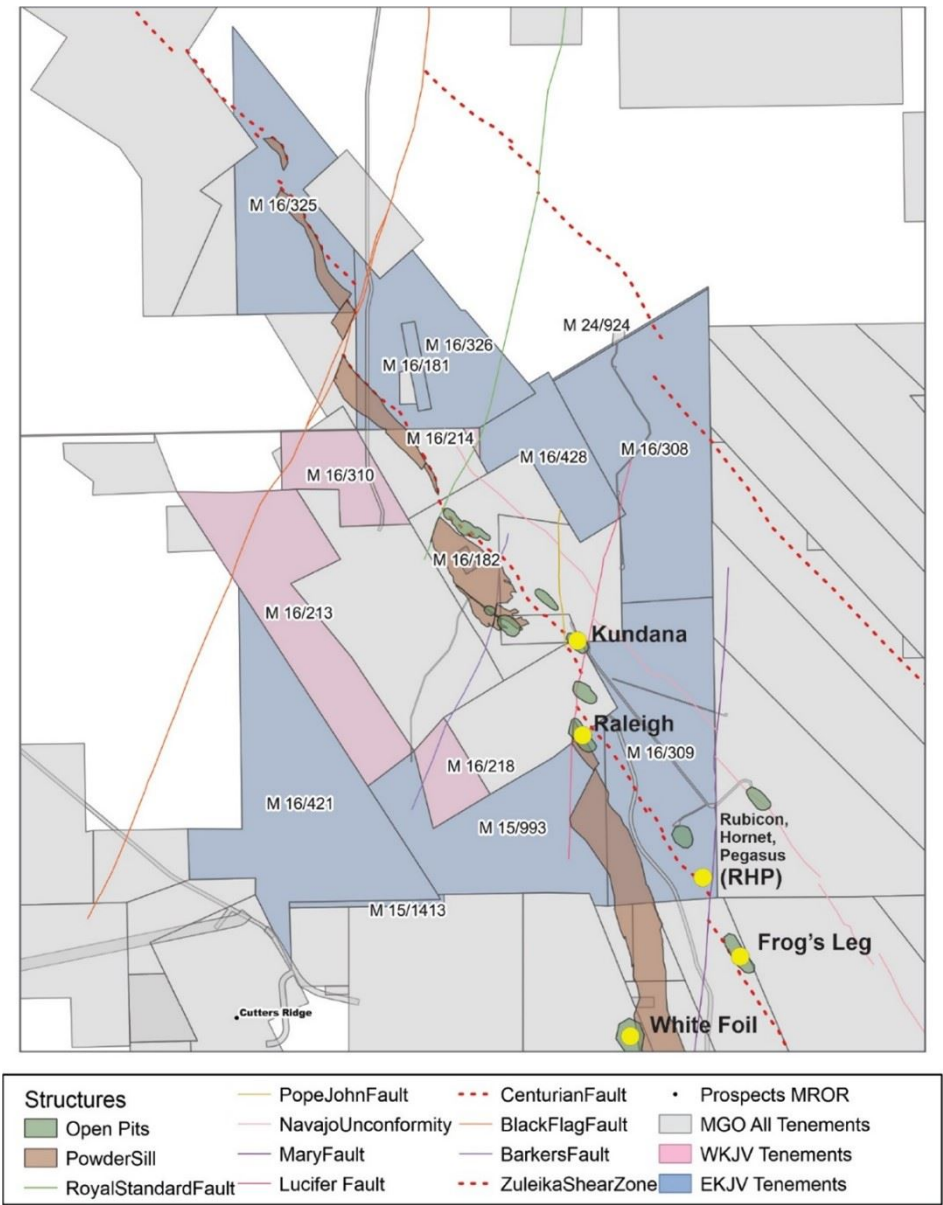 M 16/325
M 24/924
M 16/326
M 16/181
M 16/214
M 16/428
M 16/308
M 16/310
M 16/182
M 16/213
Kundana
Raleigh
M 16/309
M 16/218
M 16/421
M 15/993
Rubicon,
Hornet,
Pegasus
(RHP)
M 15/1413
Frog's Leg
Cutters Ridge
White Foil
Structures
Open Pits
PowderSill
RoyalStandardFault
PopeJohnFault
NavajoUnconformity
MaryFault
Lucifer Fault
CenturianFault
BlackFlagFault
BarkersFault
ZuleikaShearZone
Prospects MROR
MGO All Tenements
WKJV Tenements
EKJV Tenements